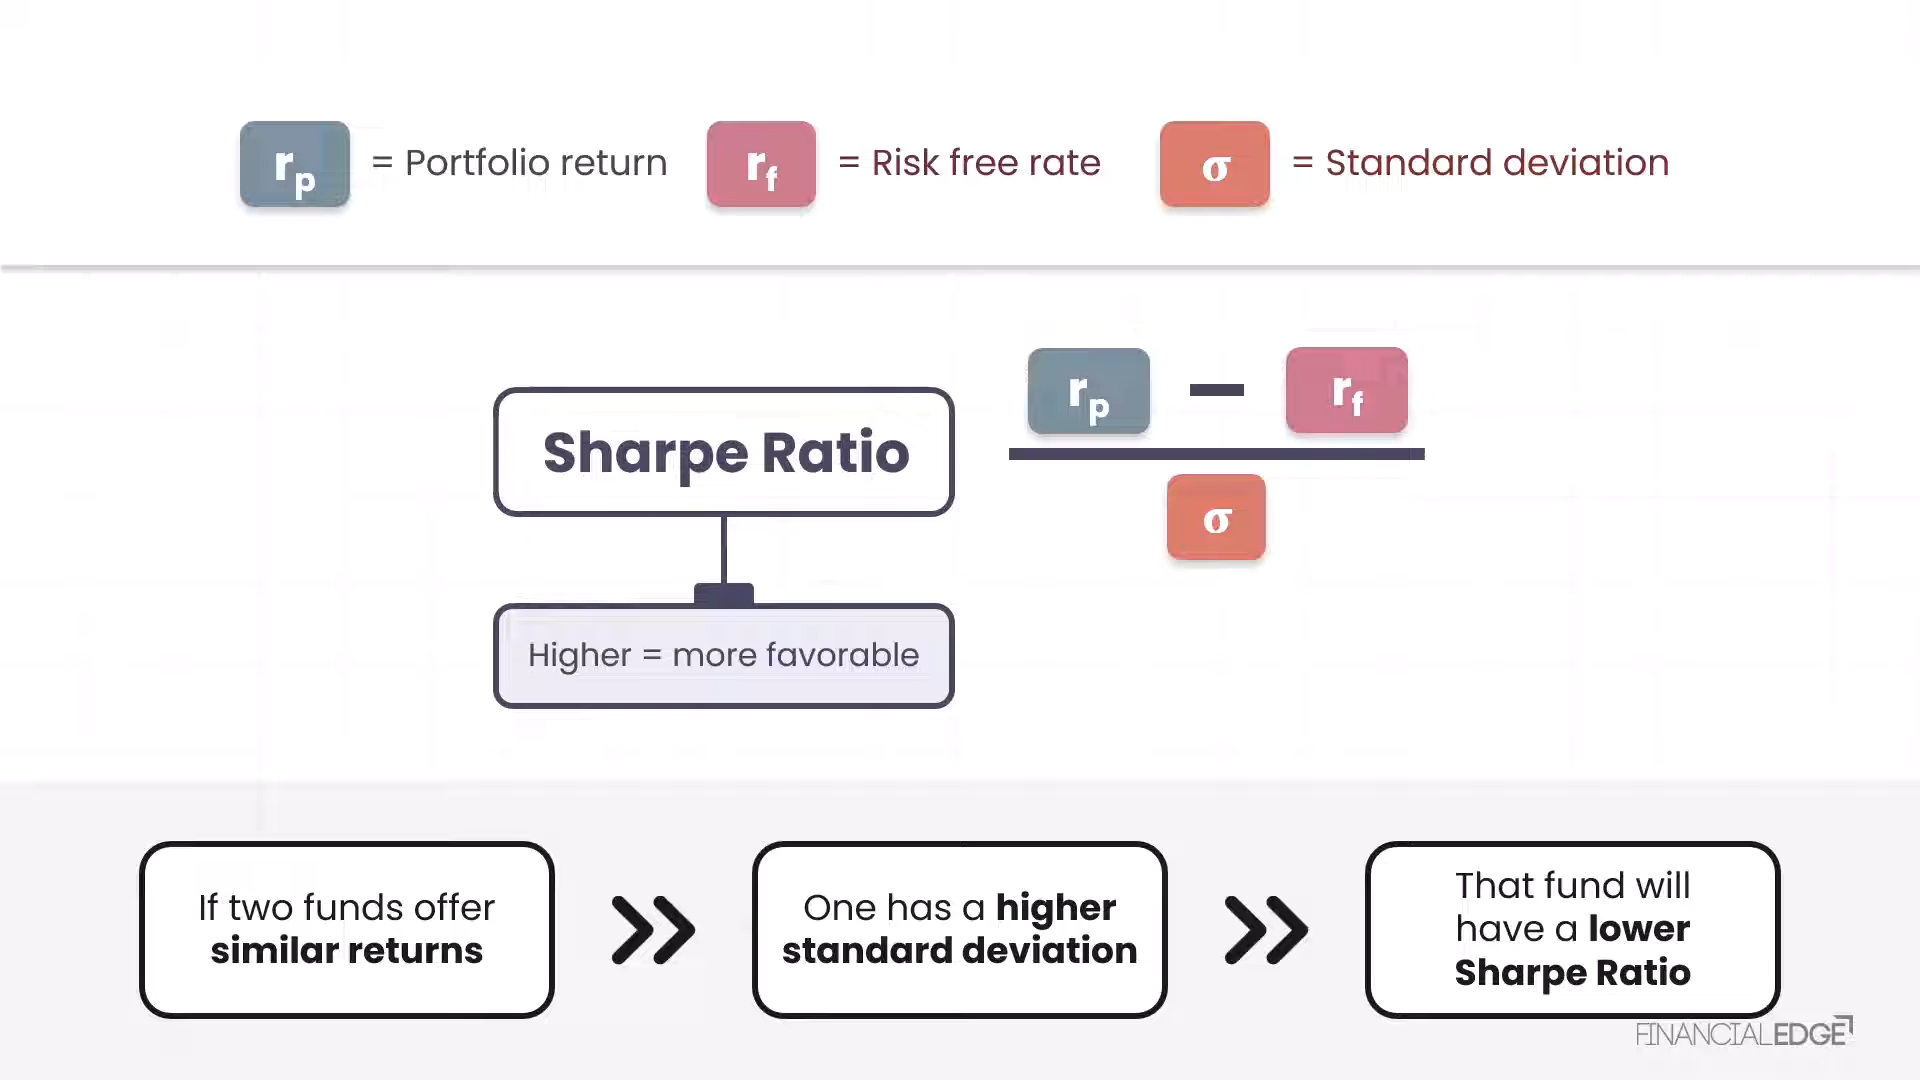 rp = Portfolio return rf = Risk free rate σ = Standard deviation
rp − rf
Sharpe Ratio
σ
Higher = more favorable
If two funds offer
similar returns
One has a higher
standard deviation
That fund will
have a lower
Sharpe Ratio
FINANCIALEDGE